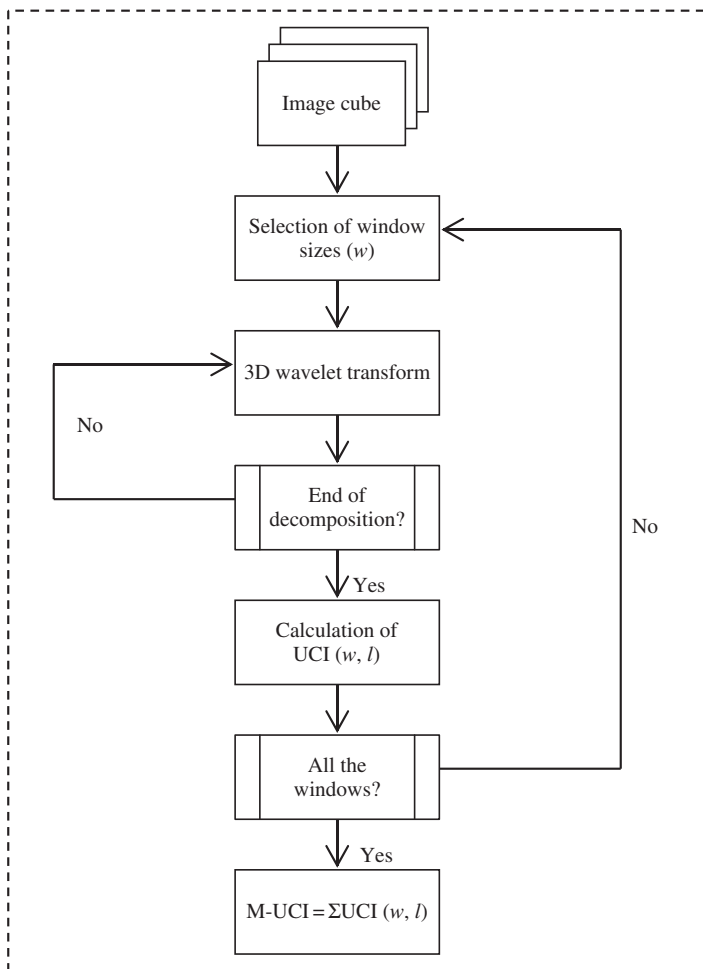 Image cube
Selection of window
sizes (w)
3D wavelet transform
No
End of
decomposition?
No
Yes
Calculation of
UCI (w, l)
All the
windows?
Yes
M-UCI = ΣUCI (w, l)